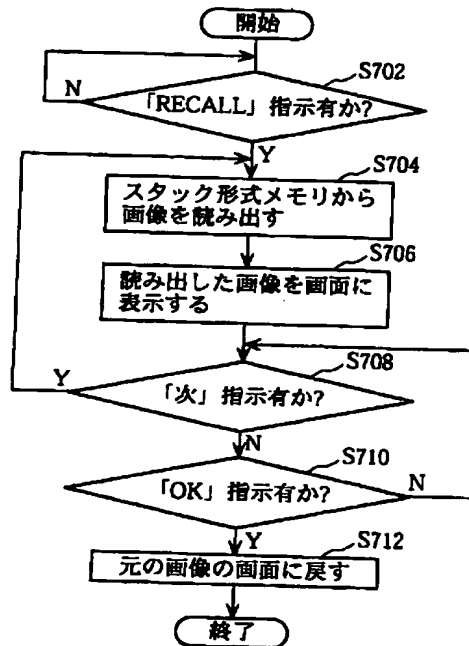 開始
S702
N
「RECALL」指示有か?
Y
S704
スタック形式メモリから
画像を読み出す
S706
読み出した画像を画面に
表示する
S708
Y
「次」指示有か?
N
S710
「OK」指示有か?
N
Y
S712
元の画像の画面に戻す
終了